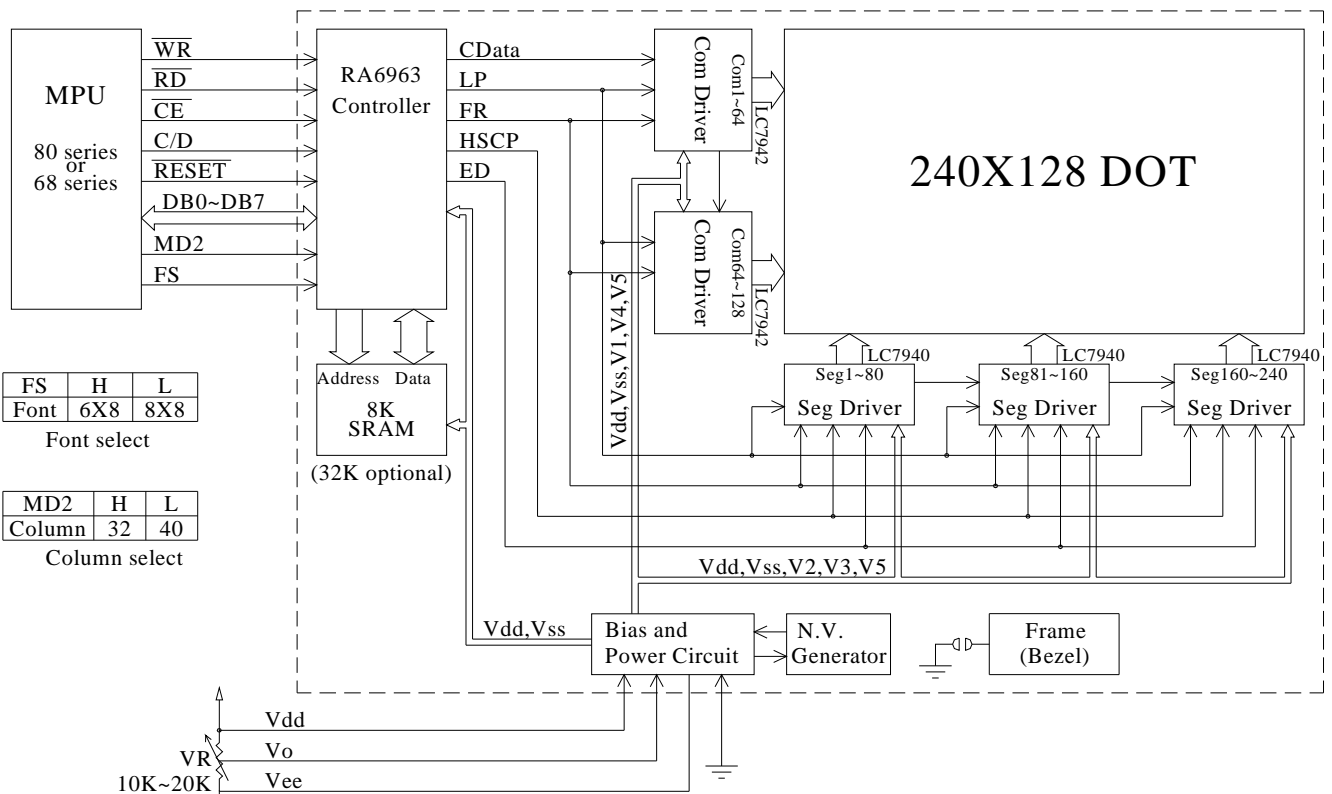 MPU
80 series
or
68 series
WR
RD
CE
C/D
RESET
DB0~DB7
MD2
FS
RA6963
Controller
CData
LP
FR
HSCP
ED
Com Driver
Com1~64
LC7942
Com Driver
Com64~128
LC7942
240X128 DOT
LC7940
LC7940
LC7940
Seg1~80
Seg Driver
Seg81~160
Seg Driver
Seg160~240
Seg Driver
Address Data
8K
SRAM
(32K optional)
FS H L
Font 6X8 8X8
Font select
MD2 H L
Column 32 40
Column select
Vdd,Vss,V1,V4,V5
Vdd,Vss,V2,V3,V5
Vdd,Vss
Bias and
Power Circuit
N.V.
Generator
Frame
(Bezel)
Vdd
Vo
Vee
VR
10K~20K